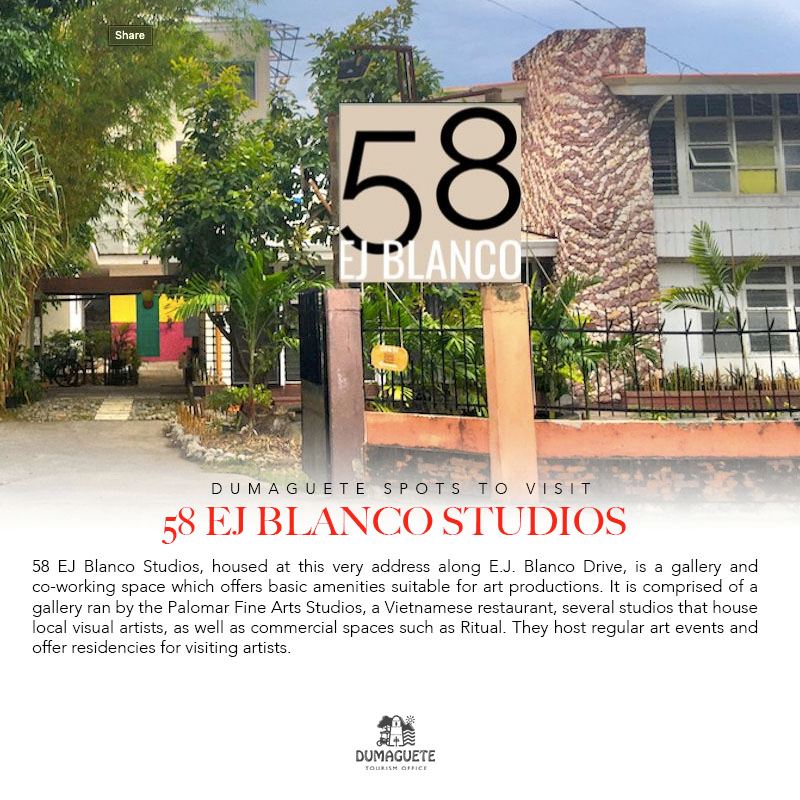 Share
58
EJ BLANCO
DUMAGUETE SPOTS TO VISIT
58 EJ BLANCO STUDIOS
58 EJ Blanco Studios, housed at this very address along E.J. Blanco Drive, is a gallery and
co-working space which offers basic amenities suitable for art productions. It is comprised of a
gallery ran by the Palomar Fine Arts Studios, a Vietnamese restaurant, several studios that house
local visual artists, as well as commercial spaces such as Ritual. They host regular art events and
offer residencies for visiting artists.
DUMAGUETE
TOURISM OFFICE